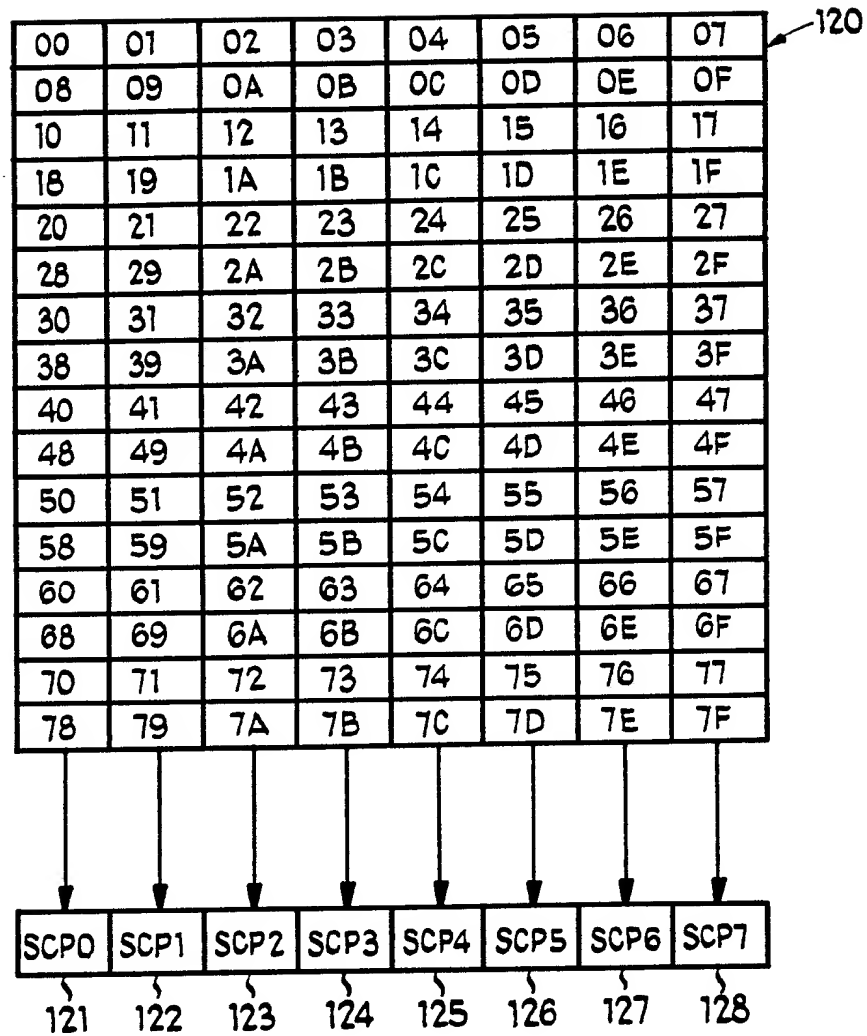 120
00 01 02 03 04 05 06 07
08 09 0A 0B 0C 0D 0E 0F
10 11 12 13 14 15 16 17
18 19 1A 1B 1C 1D 1E 1F
20 21 22 23 24 25 26 27
28 29 2A 2B 2C 2D 2E 2F
30 31 32 33 34 35 36 37
38 39 3A 3B 3C 3D 3E 3F
40 41 42 43 44 45 46 47
48 49 4A 4B 4C 4D 4E 4F
50 51 52 53 54 55 56 57
58 59 5A 5B 5C 5D 5E 5F
60 61 62 63 64 65 66 67
68 69 6A 6B 6C 6D 6E 6F
70 71 72 73 74 75 76 77
78 79 7A 7B 7C 7D 7E 7F
SCP0 SCP1 SCP2 SCP3 SCP4 SCP5 SCP6 SCP7
121 122 123 124 125 126 127 128